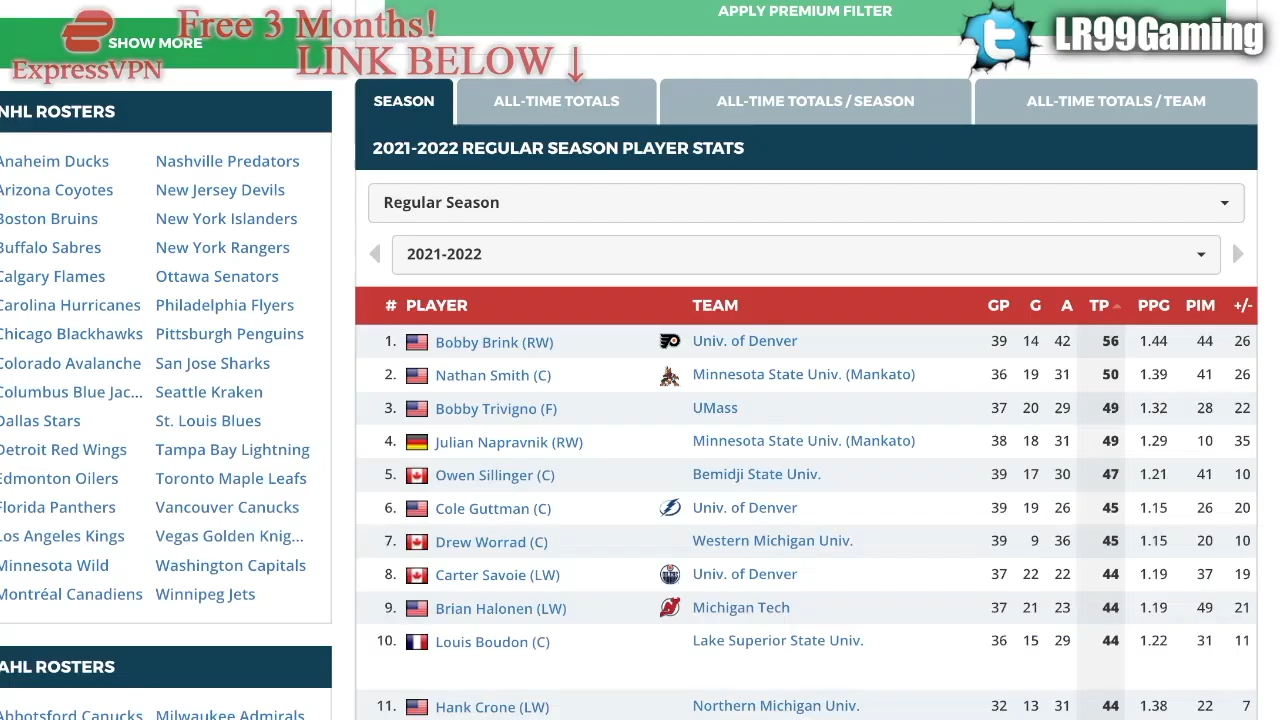 APPLY PREMIUM FILTER
Free 3 Months!
SHOW MORE
LINK BELOW ↓
ExpressVPN
LR99Gaming
SEASON
ALL-TIME TOTALS
ALL-TIME TOTALS / SEASON
ALL-TIME TOTALS / TEAM
NHL ROSTERS
Anaheim Ducks Nashville Predators
Arizona Coyotes New Jersey Devils
Boston Bruins New York Islanders
Buffalo Sabres New York Rangers
Calgary Flames Ottawa Senators
Carolina Hurricanes Philadelphia Flyers
Chicago Blackhawks Pittsburgh Penguins
Colorado Avalanche San Jose Sharks
Columbus Blue Jac... Seattle Kraken
Dallas Stars St. Louis Blues
Detroit Red Wings Tampa Bay Lightning
Edmonton Oilers Toronto Maple Leafs
Florida Panthers Vancouver Canucks
Los Angeles Kings Vegas Golden Knig...
Minnesota Wild Washington Capitals
Montréal Canadiens Winnipeg Jets
AHL ROSTERS
Abbotsford Canucks Milwaukee Admirals
2021-2022 REGULAR SEASON PLAYER STATS
Regular Season
2021-2022
# PLAYER TEAM GP G A TP PPG PIM +/-
1. Bobby Brink (RW) Univ. of Denver 39 14 42 56 1.44 44 26
2. Nathan Smith (C) Minnesota State Univ. (Mankato) 36 19 31 50 1.39 41 26
3. Bobby Trivigno (F) UMass 37 20 29 49 1.32 28 22
4. Julian Napravnik (RW) Minnesota State Univ. (Mankato) 38 18 31 49 1.29 10 35
5. Owen Sillinger (C) Bemidji State Univ. 39 17 30 47 1.21 41 10
6. Cole Guttman (C) Univ. of Denver 39 19 26 45 1.15 26 20
7. Drew Worrad (C) Western Michigan Univ. 39 9 36 45 1.15 20 10
8. Carter Savoie (LW) Univ. of Denver 37 22 22 44 1.19 37 19
9. Brian Halonen (LW) Michigan Tech 37 21 23 44 1.19 49 21
10. Louis Boudon (C) Lake Superior State Univ. 36 15 29 44 1.22 31 11
11. Hank Crone (LW) Northern Michigan Univ. 32 13 31 44 1.38 22 7